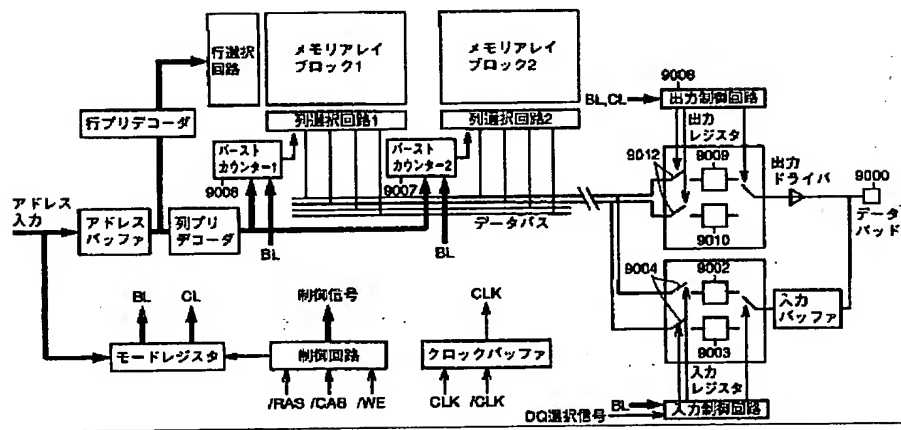 行選択
回路
メモリアレイ
ブロック1
メモリアレイ
ブロック2
行プリデコーダ
列選択回路1
列選択回路2
バースト
カウンター1
9006
バースト
カウンター2
9007
BL,CL
9008
出力制御回路
出力
レジスタ
9012
9009
9010
出力
ドライバ
9000
データ
パッド
アドレス
入力
アドレス
バッファ
列プリ
デコーダ
BL
BL
データバス
9004
9002
9003
入力
バッファ
入力
レジスタ
BL
CL
制御信号
CLK
モードレジスタ
制御回路
クロックバッファ
/RAS
/CAS
/WE
CLK
/CLK
BL
DQ選択信号
入力制御回路